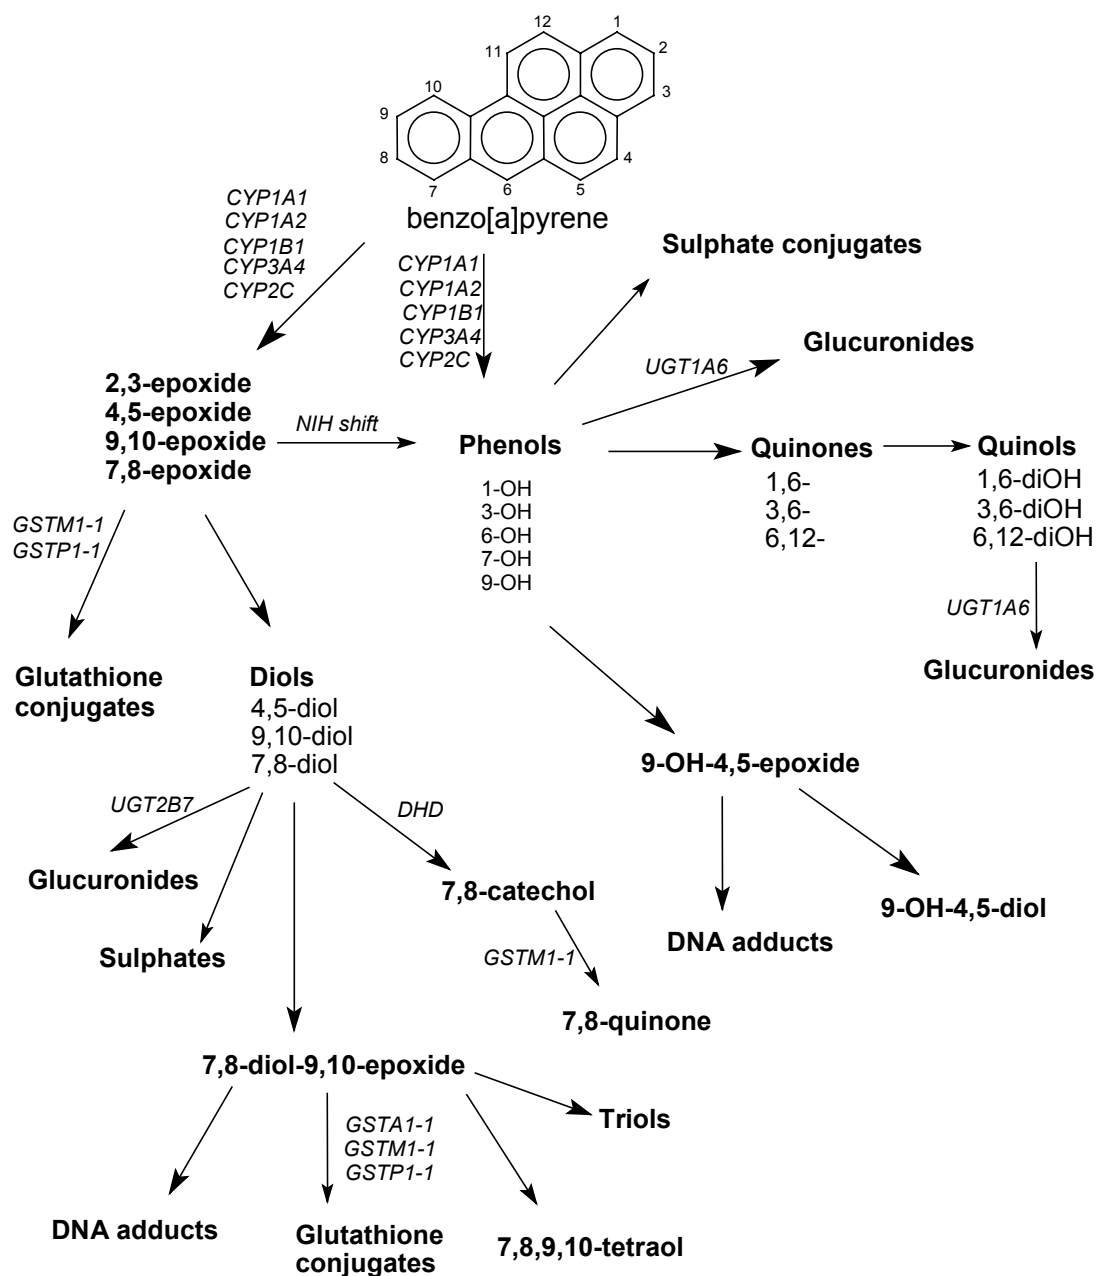 12
1
11
2
10
3
9
8
4
7
6
5
benzo[a]pyrene
CYP1A1
CYP1A2
CYP1B1
CYP3A4
CYP2C
CYP1A1
CYP1A2
CYP1B1
CYP3A4
CYP2C
Sulphate conjugates
UGT1A6
Glucuronides
2,3-epoxide
4,5-epoxide
9,10-epoxide
7,8-epoxide
NIH shift
Phenols
1-OH
3-OH
6-OH
7-OH
9-OH
Quinones
1,6-
3,6-
6,12-
Quinols
1,6-diOH
3,6-diOH
6,12-diOH
UGT1A6
Glucuronides
GSTM1-1
GSTP1-1
Glutathione
conjugates
Diols
4,5-diol
9,10-diol
7,8-diol
9-OH-4,5-epoxide
UGT2B7
DHD
Glucuronides
7,8-catechol
9-OH-4,5-diol
DNA adducts
Sulphates
GSTM1-1
7,8-quinone
7,8-diol-9,10-epoxide
Triols
GSTA1-1
GSTM1-1
GSTP1-1
DNA adducts
Glutathione
conjugates
7,8,9,10-tetraol